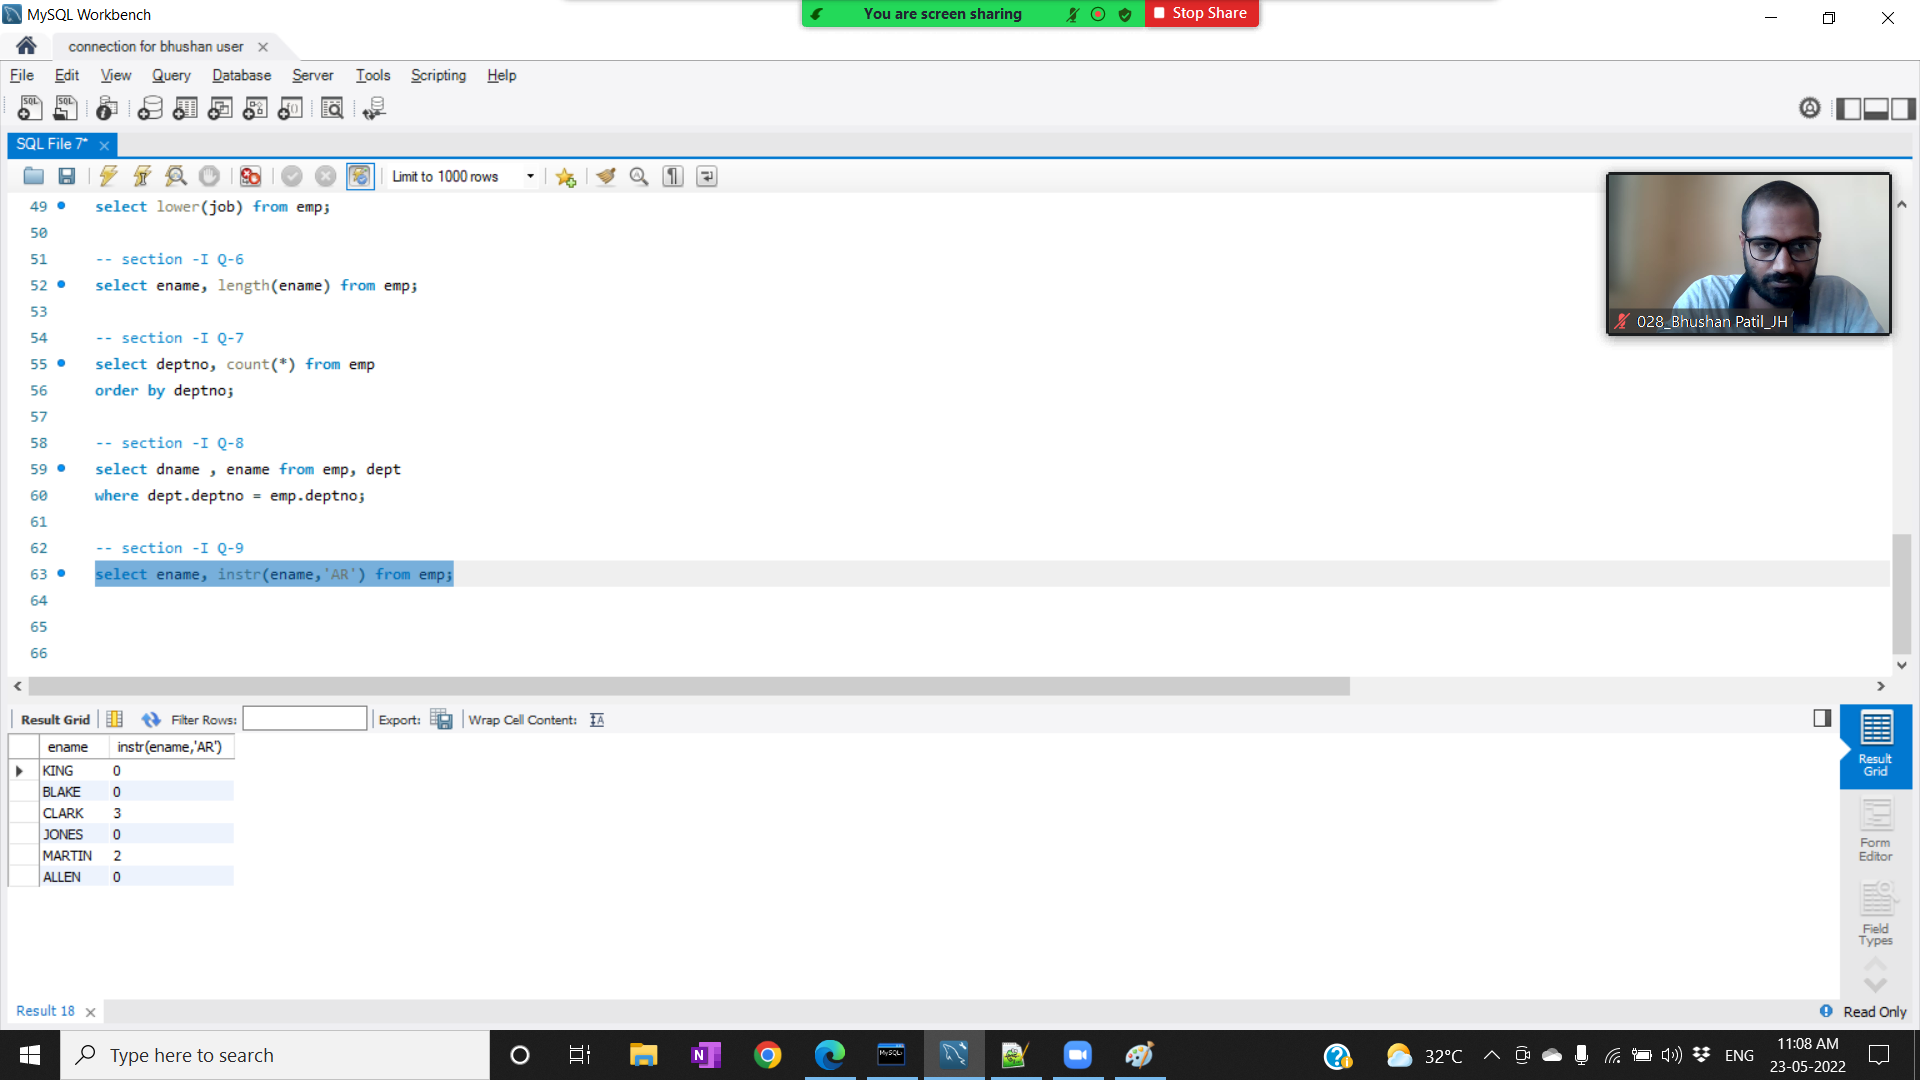 MySQL Workbench
You are screen sharing
Stop Share
connection for bhushan user
File Edit View Query Database Server Tools Scripting Help
SQL File 7*
Limit to 1000 rows
49 select lower(job) from emp;
50
51 -- section -I Q-6
52 select ename, length(ename) from emp;
53
54 -- section -I Q-7
55 select deptno, count(*) from emp
56 order by deptno;
57
58 -- section -I Q-8
59 select dname , ename from emp, dept
60 where dept.deptno = emp.deptno;
61
62 -- section -I Q-9
63 select ename, instr(ename,'AR') from emp;
64
65
66
028_Bhushan Patil_JH
Result Grid Filter Rows: Export: Wrap Cell Content:
ename instr(ename,'AR')
KING 0
BLAKE 0
CLARK 3
JONES 0
MARTIN 2
ALLEN 0
Result
Grid
Form
Editor
Field
Types
Result 18
Read Only
Type here to search
32°C
ENG
11:08 AM
23-05-2022